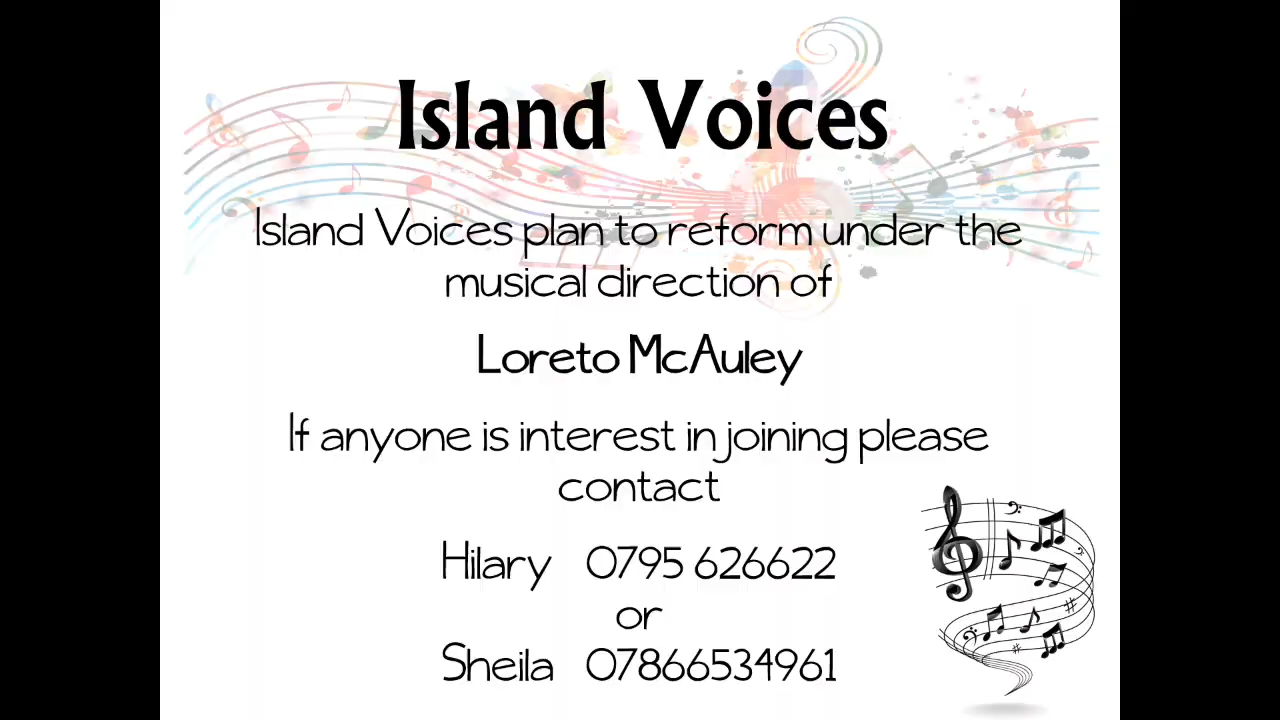 Island Voices
Island Voices plan to reform under the
musical direction of
Loreto McAuley
If anyone is interest in joining please
contact
Hilary 0795 626622
or
Sheila 07866534961